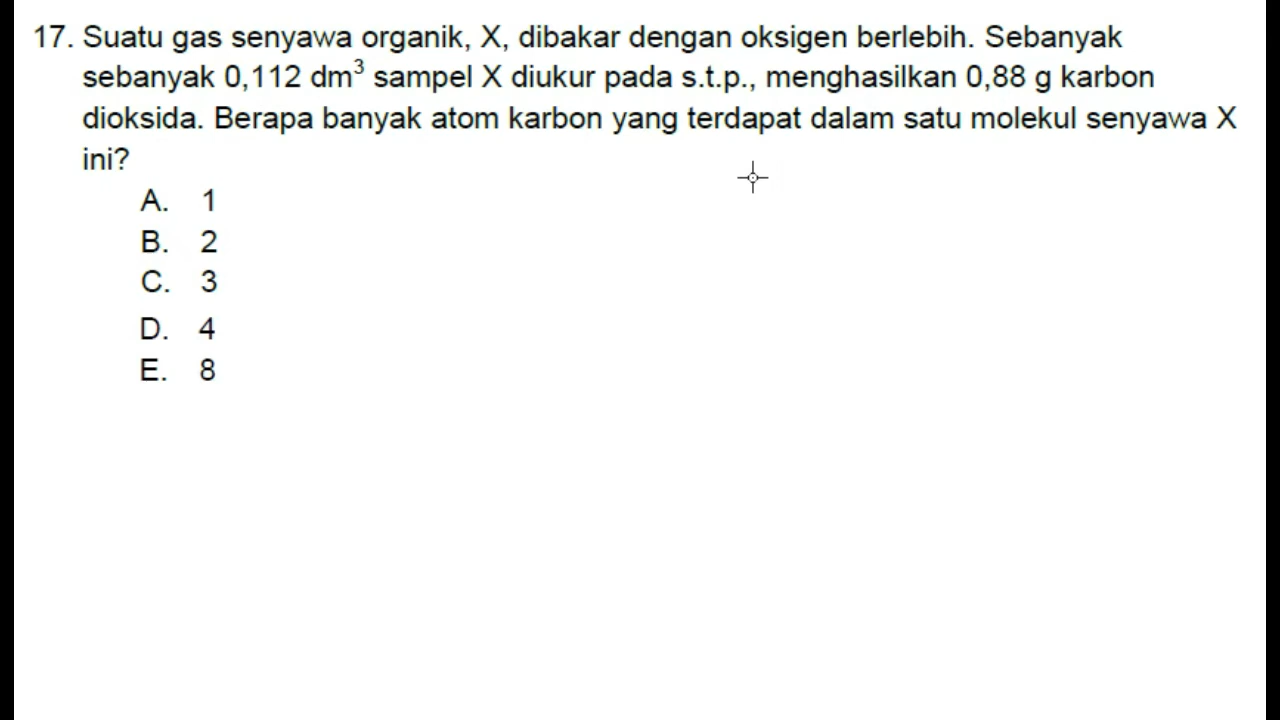 17. Suatu gas senyawa organik, X, dibakar dengan oksigen berlebih. Sebanyak
sebanyak 0,112 dm³ sampel X diukur pada s.t.p., menghasilkan 0,88 g karbon
dioksida. Berapa banyak atom karbon yang terdapat dalam satu molekul senyawa X
ini?
A. 1
B. 2
C. 3
D. 4
E. 8